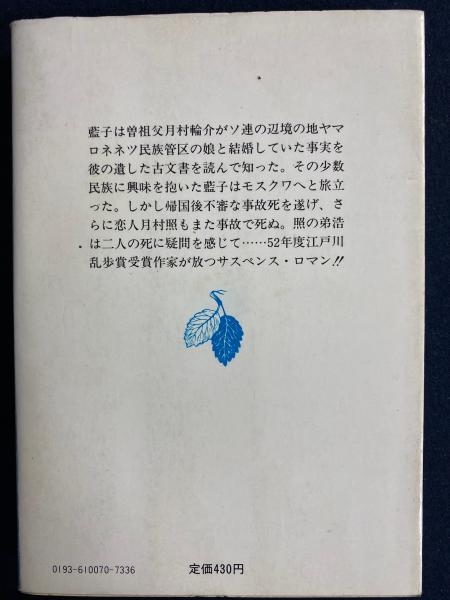 藍子は曽祖父月村輪介がソ連の辺境の地ヤマ
ロネネツ民族管区の娘と結婚していた事実を
彼の遺した古文書を読んで知った。その少数
民族に興味を抱いた藍子はモスクワへと旅立
った。しかし帰国後不審な事故死を遂げ、さ
らに恋人月村照もまた事故で死ぬ。照の弟浩
は二人の死に疑問を感じて……52年度江戸川
乱歩賞受賞作家が放つサスペンス・ロマン!!
0193-610070-7336
定価430円